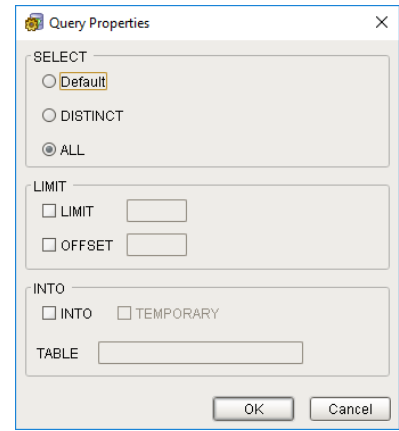 Query Properties
SELECT
Default
DISTINCT
ALL
LIMIT
LIMIT
OFFSET
INTO
INTO TEMPORARY
TABLE
OK Cancel